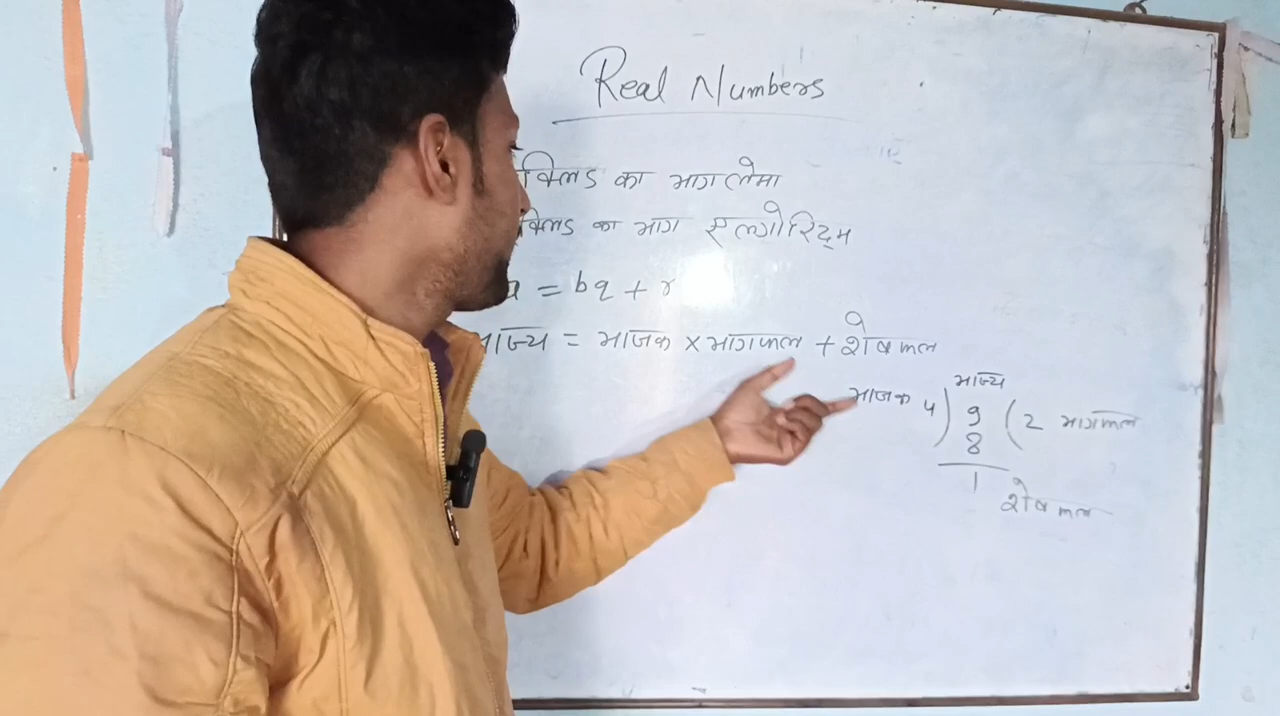 Real Numbers
क्लिड का भागलेमा
क्लिड का भाग एल्गोरिद्म
a = bq + r
भाज्य = भाजक × भागफल + शेषफल
भाज्य
भाजक 4 ) 9 ( 2 भागफल
8
1
शेषफल